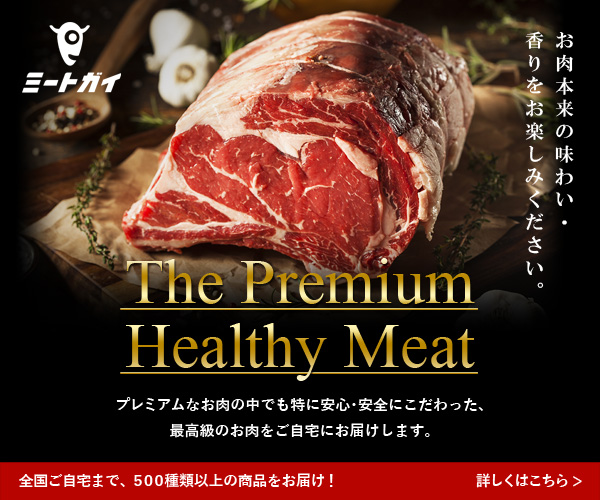 ミートガイ
お肉本来の味わい・
香りをお楽しみください。
The Premium
Healthy Meat
プレミアムなお肉の中でも特に安心・安全にこだわった、
最高級のお肉をご自宅にお届けします。
全国ご自宅まで、500種類以上の商品をお届け！
詳しくはこちら >